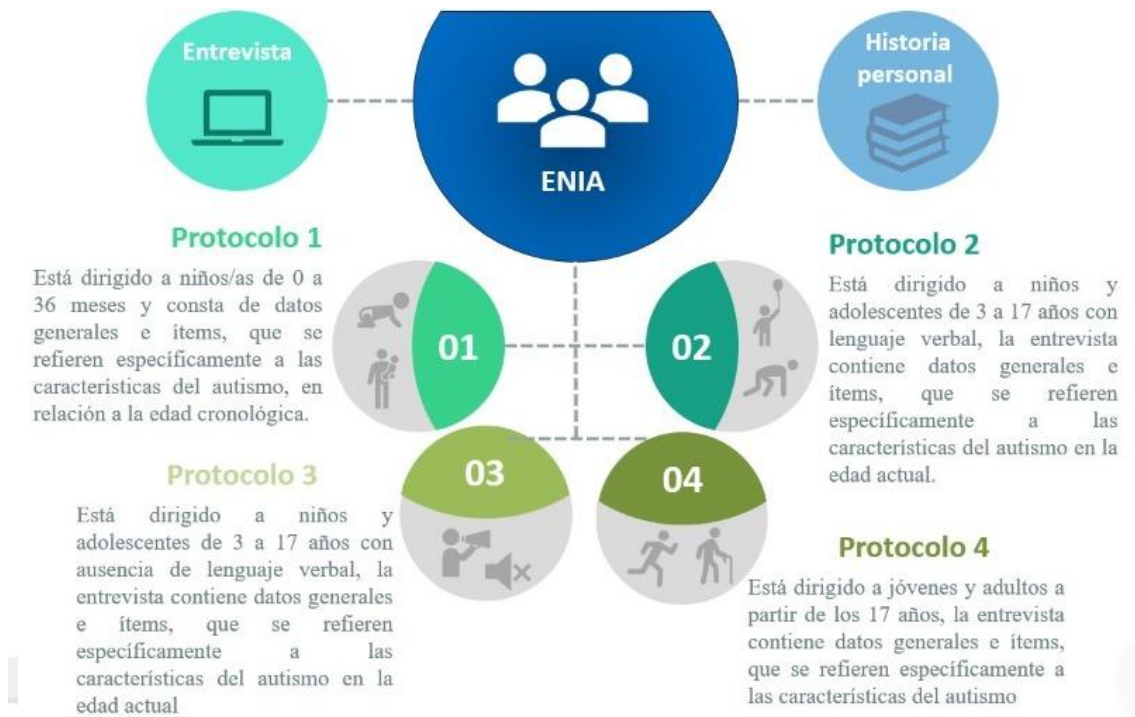 Entrevista
ENIA
Historia
personal
Protocolo 1
Está dirigido a niños/as de 0 a
36 meses y consta de datos
generales e ítems, que se
refieren específicamente a las
características del autismo, en
relación a la edad cronológica.
01
02
Protocolo 2
Está dirigido a niños y
adolescentes de 3 a 17 años con
lenguaje verbal, la entrevista
contiene datos generales e
ítems, que se refieren
específicamente a las
características del autismo en la
edad actual.
Protocolo 3
Está dirigido a niños y
adolescentes de 3 a 17 años con
ausencia de lenguaje verbal, la
entrevista contiene datos generales
e ítems, que se refieren
específicamente a las
características del autismo en la
edad actual
03
04
Protocolo 4
Está dirigido a jóvenes y adultos a
partir de los 17 años, la entrevista
contiene datos generales e ítems,
que se refieren específicamente a
las características del autismo